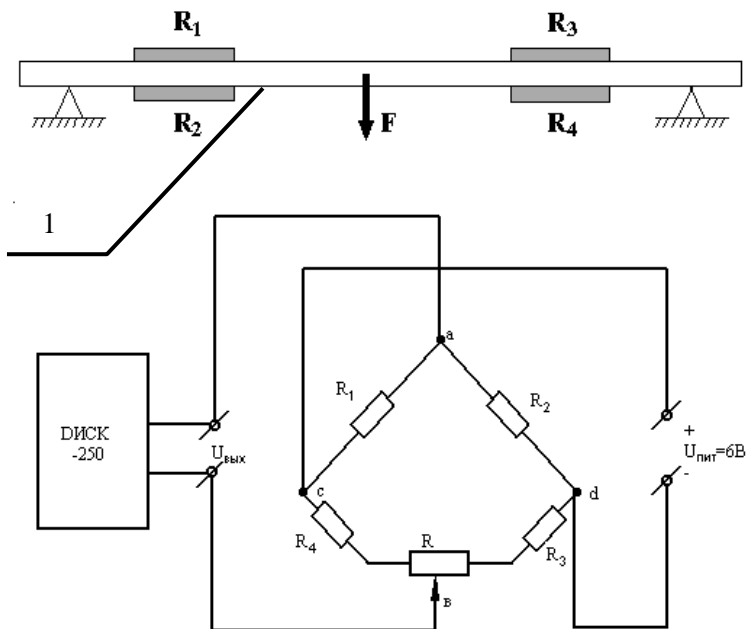 R1 R3
R2 F R4
1
a
R1 R2
ДИСК
-250
Uвых
+
Uпит=6В
-
c d
R4 R R3
в